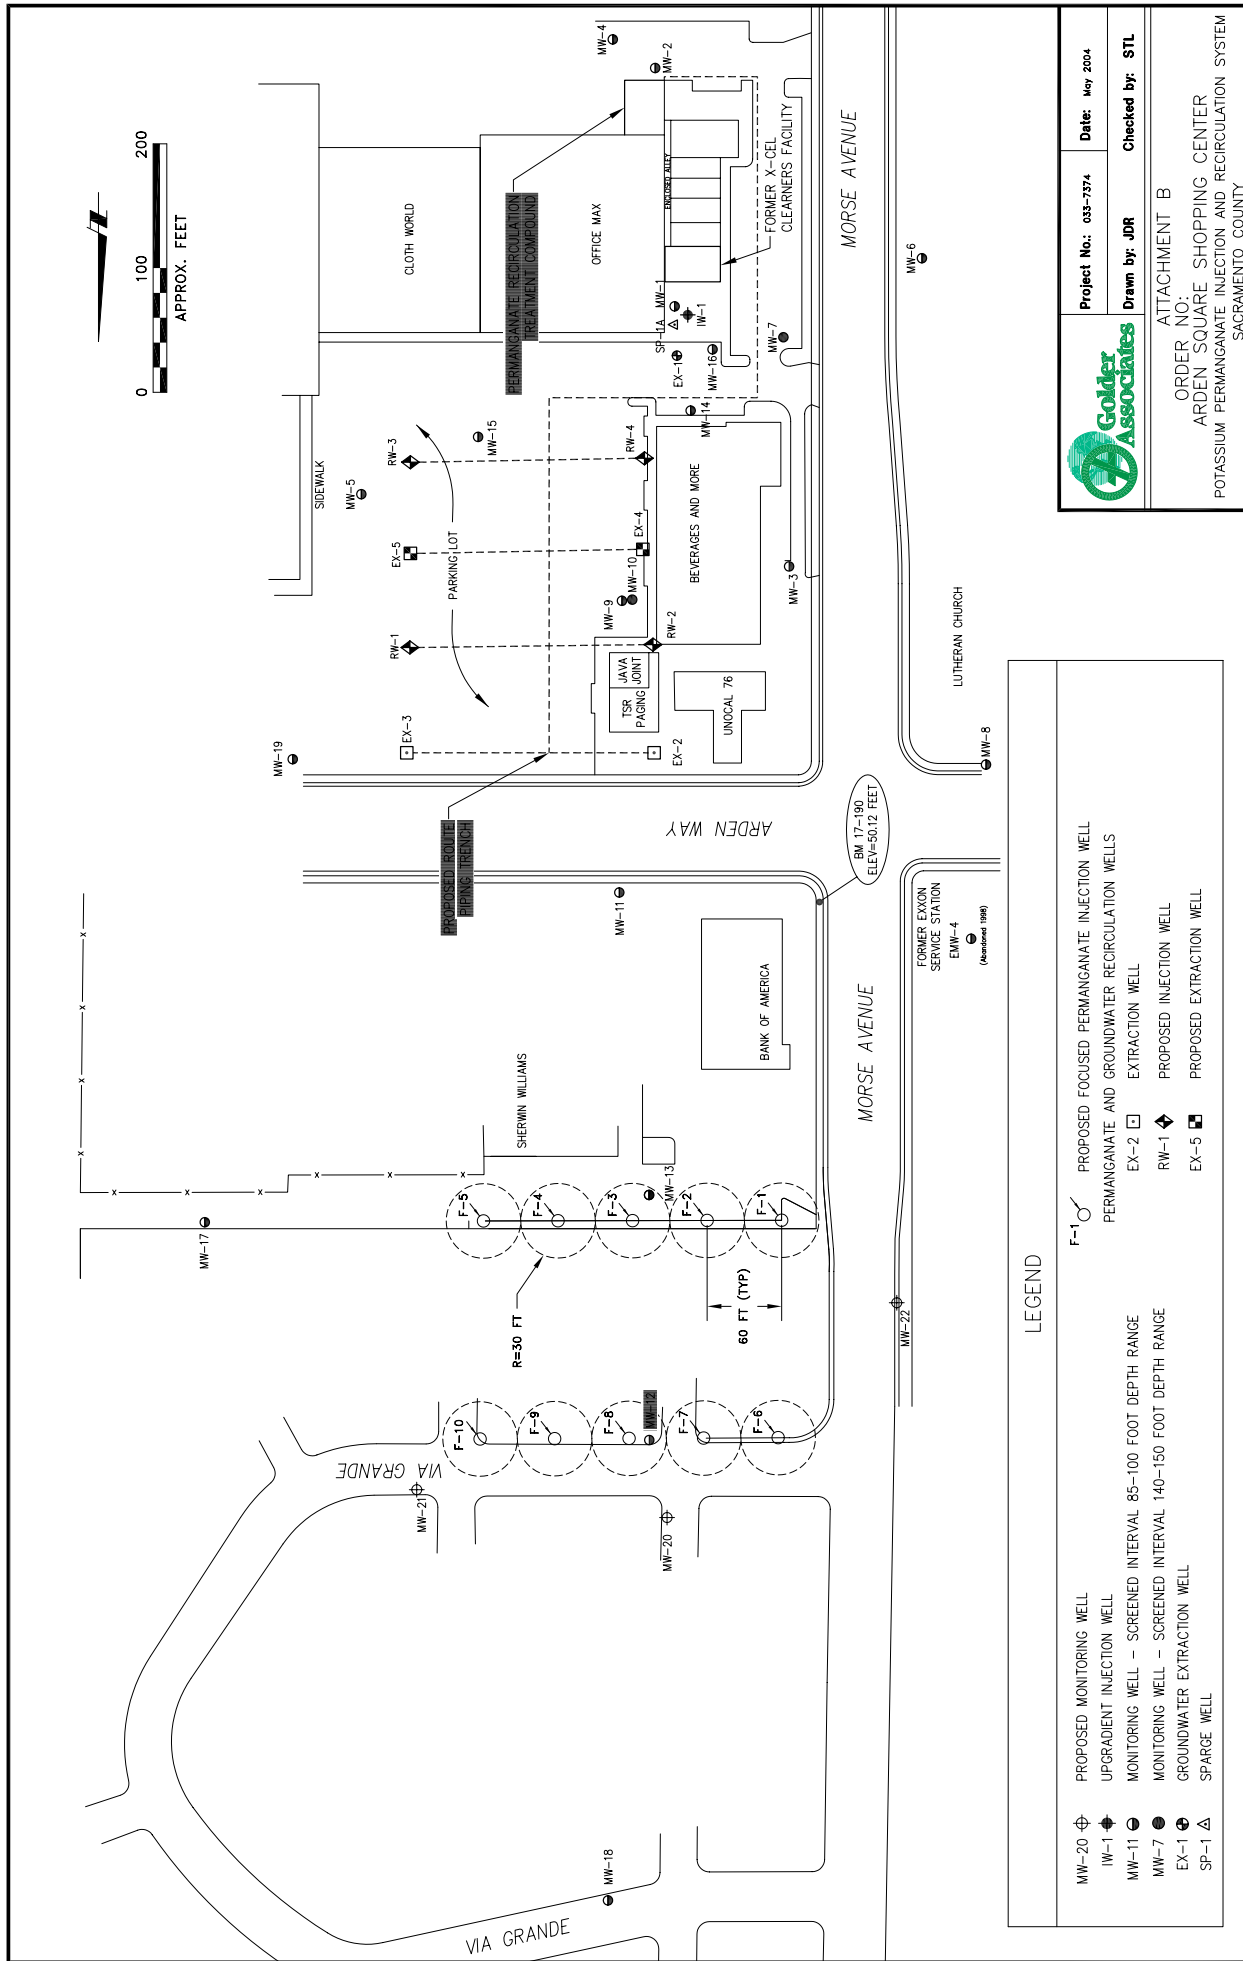 0
100
200
APPROX. FEET
MW-4
MW-2
CLOTH WORLD
OFFICE MAX
PERMANGANATE RECIRCULATION
TREATMENT COMPOUND
ENCLOSED ALLEY
FORMER X-CEL
CLEARNERS FACILITY
MORSE AVENUE
MW-6
SP-1A
MW-1
IW-1
EX-1
MW-16
MW-7
MW-14
SIDEWALK
MW-5
RW-3
MW-15
RW-4
EX-5
PARKING LOT
EX-4
MW-9
MW-10
BEVERAGES AND MORE
MW-3
RW-1
RW-2
JAVA
JOINT
TSR
PAGING
UNOCAL 76
LUTHERAN CHURCH
MW-19
EX-3
EX-2
MW-8
PROPOSED ROUTE
PIPING TRENCH
ARDEN WAY
BM 17-190
ELEV=50.12 FEET
MW-11
BANK OF AMERICA
FORMER EXXON
SERVICE STATION
EMW-4
(Abandoned 1998)
MORSE AVENUE
SHERWIN WILLIAMS
MW-13
MW-17
F-5
F-4
F-3
F-2
F-1
R=30 FT
60 FT (TYP)
MW-22
F-10
F-9
F-8
MW-12
F-7
F-6
VIA GRANDE
MW-21
MW-20
MW-18
VIA GRANDE
LEGEND
MW-20 PROPOSED MONITORING WELL
IW-1 UPGRADIENT INJECTION WELL
MW-11 MONITORING WELL - SCREENED INTERVAL 85-100 FOOT DEPTH RANGE
MW-7 MONITORING WELL - SCREENED INTERVAL 140-150 FOOT DEPTH RANGE
EX-1 GROUNDWATER EXTRACTION WELL
SP-1 SPARGE WELL
F-1 PROPOSED FOCUSED PERMANGANATE INJECTION WELL
PERMANGANATE AND GROUNDWATER RECIRCULATION WELLS
EX-2 EXTRACTION WELL
RW-1 PROPOSED INJECTION WELL
EX-5 PROPOSED EXTRACTION WELL
Golder
Associates
Project No.: 033-7374
Date: May 2004
Drawn by: JDR
Checked by: STL
ATTACHMENT B
ORDER NO:
ARDEN SQUARE SHOPPING CENTER
POTASSIUM PERMANGANATE INJECTION AND RECIRCULATION SYSTEM
SACRAMENTO COUNTY